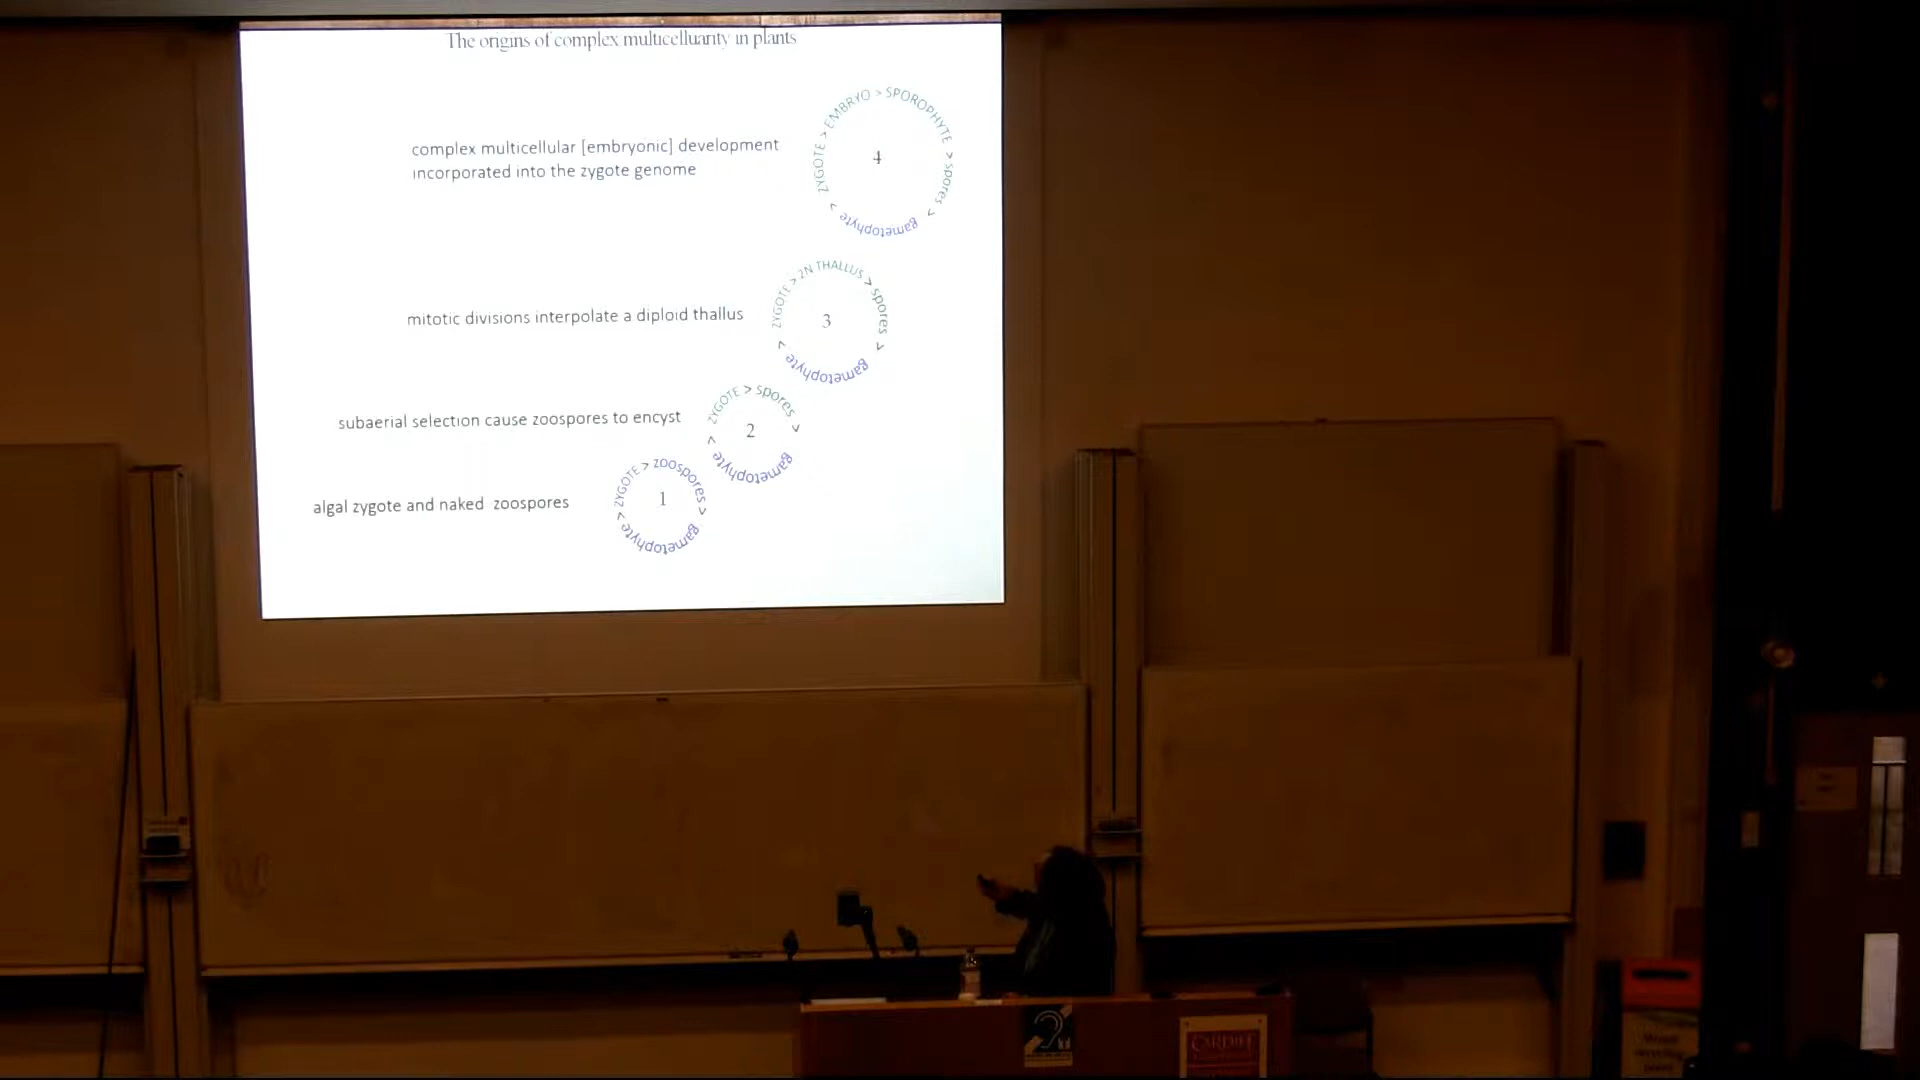 The origins of complex multicelluarity in plants
complex multicellular [embryonic] development
incorporated into the zygote genome
ZYGOTE > EMBRYO > SPOROPHYTE > spores > gametophyte >
4
mitotic divisions interpolate a diploid thallus
ZYGOTE > 2N THALLUS > spores > gametophyte >
3
subaerial selection cause zoospores to encyst
ZYGOTE > spores > gametophyte >
2
algal zygote and naked zoospores
ZYGOTE > zoospores > gametophyte >
1
CARDIFF